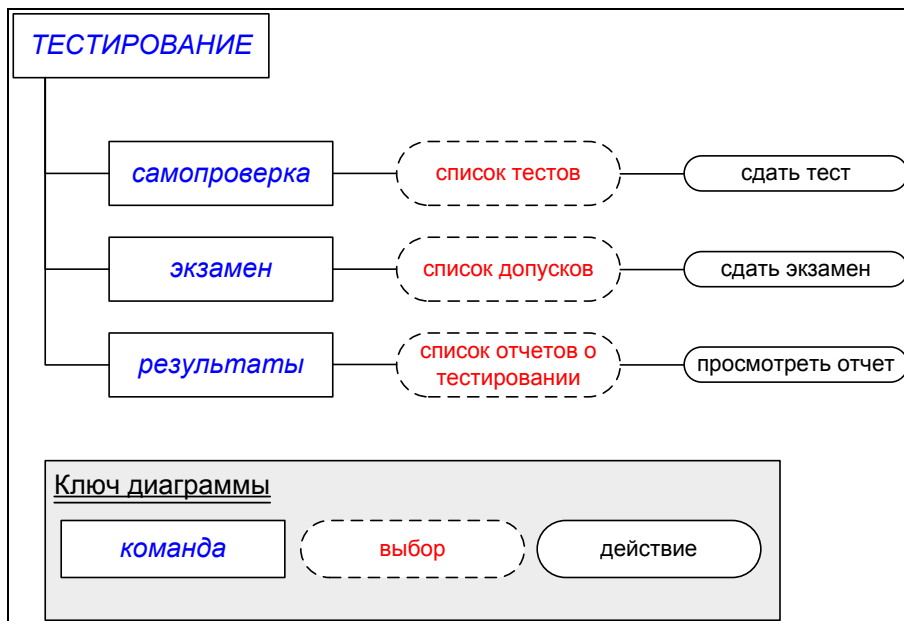 ТЕСТИРОВАНИЕ
самопроверка
список тестов
сдать тест
экзамен
список допусков
сдать экзамен
результаты
список отчетов о
тестировании
просмотреть отчет
Ключ диаграммы
команда
выбор
действие